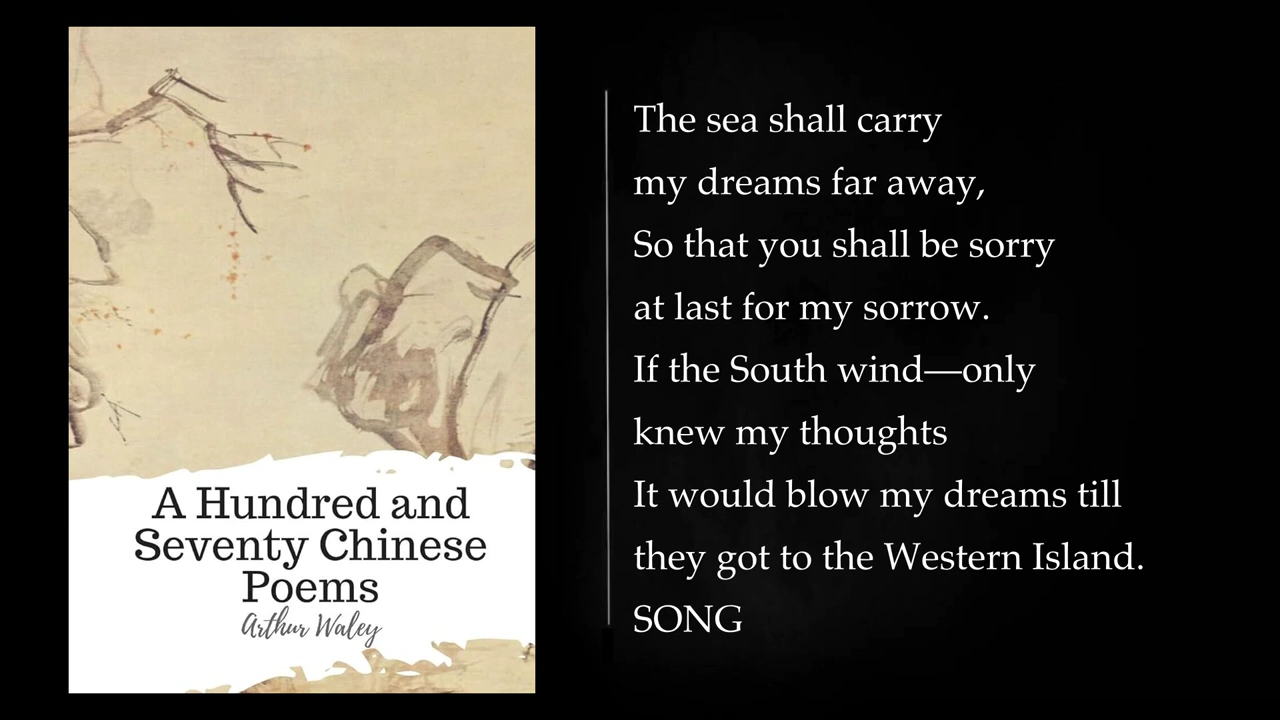 A Hundred and
Seventy Chinese
Poems
Arthur Waley
The sea shall carry
my dreams far away,
So that you shall be sorry
at last for my sorrow.
If the South wind—only
knew my thoughts
It would blow my dreams till
they got to the Western Island.
SONG